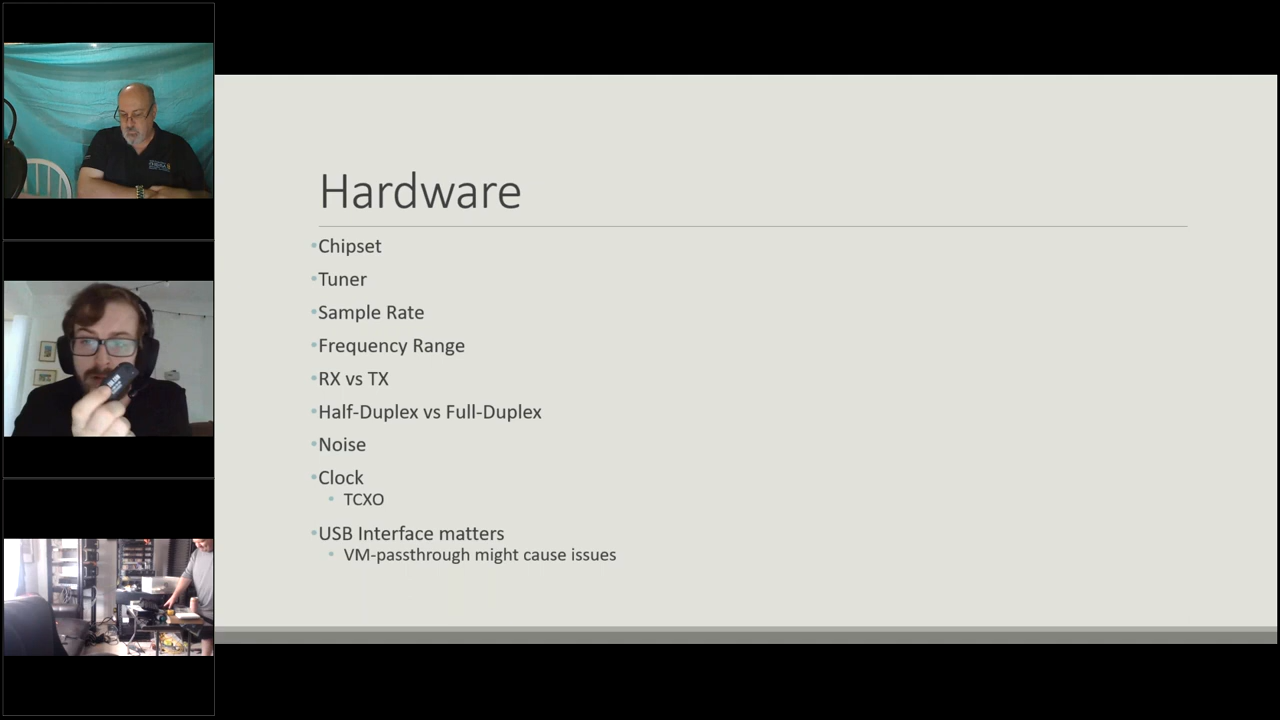 Hardware
•Chipset
•Tuner
•Sample Rate
•Frequency Range
•RX vs TX
•Half-Duplex vs Full-Duplex
•Noise
•Clock
• TCXO
•USB Interface matters
• VM-passthrough might cause issues